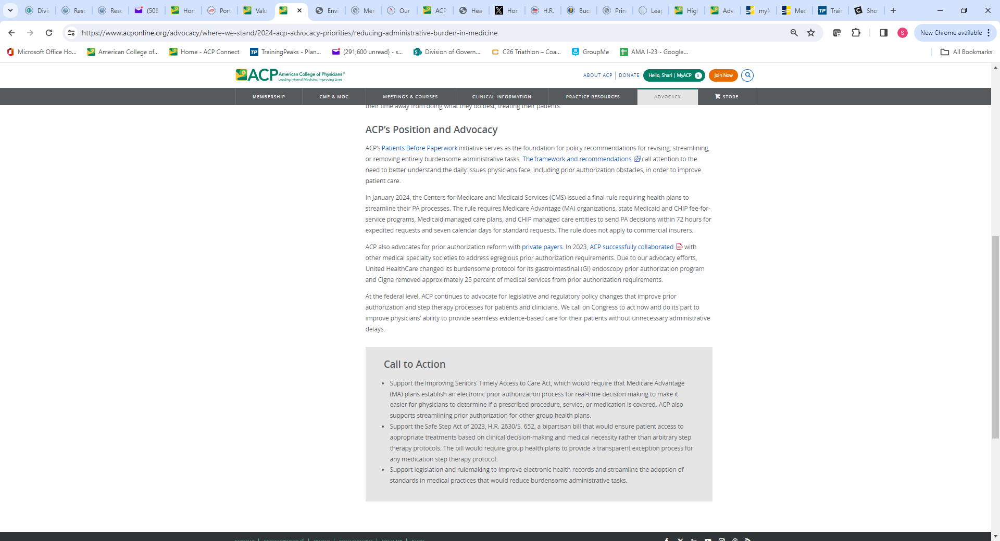 Divis
Resc
Resc
(508
Hom
Port
Valu
Envi
Mer
Our
ACP
Hea
Hon
H.R.
Buc
Prin
Leap
High
Adv
myM
Med
Trai
Sho
https://www.acponline.org/advocacy/where-we-stand/2024-acp-advocacy-priorities/reducing-administrative-burden-in-medicine
S
New Chrome available
Microsoft Office Ho...
American College of...
Home - ACP Connect
TP
TrainingPeaks - Plan...
(291,600 unread) - s...
Division of Govern...
C26 Triathlon – Coa...
GroupMe
AMA I-23 - Google...
All Bookmarks
ACP American College of Physicians®
Leading Internal Medicine, Improving Lives
ABOUT ACP
DONATE
Hello, Shari | MyACP 5
Join Now
MEMBERSHIP
CME & MOC
MEETINGS & COURSES
CLINICAL INFORMATION
PRACTICE RESOURCES
ADVOCACY
STORE
their time away from doing what they do best, treating their patients.
ACP’s Position and Advocacy
ACP’s Patients Before Paperwork initiative serves as the foundation for policy recommendations for revising, streamlining,
or removing entirely burdensome administrative tasks. The framework and recommendations call attention to the
need to better understand the daily issues physicians face, including prior authorization obstacles, in order to improve
patient care.
In January 2024, the Centers for Medicare and Medicaid Services (CMS) issued a final rule requiring health plans to
streamline their PA processes. The rule requires Medicare Advantage (MA) organizations, state Medicaid and CHIP fee-for-
service programs, Medicaid managed care plans, and CHIP managed care entities to send PA decisions within 72 hours for
expedited requests and seven calendar days for standard requests. The rule does not apply to commercial insurers.
ACP also advocates for prior authorization reform with private payers. In 2023, ACP successfully collaborated with
other medical specialty societies to address egregious prior authorization requirements. Due to our advocacy efforts,
United HealthCare changed its burdensome protocol for its gastrointestinal (GI) endoscopy prior authorization program
and Cigna removed approximately 25 percent of medical services from prior authorization requirements.
At the federal level, ACP continues to advocate for legislative and regulatory policy changes that improve prior
authorization and step therapy processes for patients and clinicians. We call on Congress to act now and do its part to
improve physicians’ ability to provide seamless evidence-based care for their patients without unnecessary administrative
delays.
Call to Action
• Support the Improving Seniors’ Timely Access to Care Act, which would require that Medicare Advantage
(MA) plans establish an electronic prior authorization process for real-time decision making to make it
easier for physicians to determine if a prescribed procedure, service, or medication is covered. ACP also
supports streamlining prior authorization for other group health plans.
• Support the Safe Step Act of 2023, H.R. 2630/S. 652, a bipartisan bill that would ensure patient access to
appropriate treatments based on clinical decision-making and medical necessity rather than arbitrary step
therapy protocols. The bill would require group health plans to provide a transparent exception process for
any medication step therapy protocol.
• Support legislation and rulemaking to improve electronic health records and streamline the adoption of
standards in medical practices that would reduce burdensome administrative tasks.